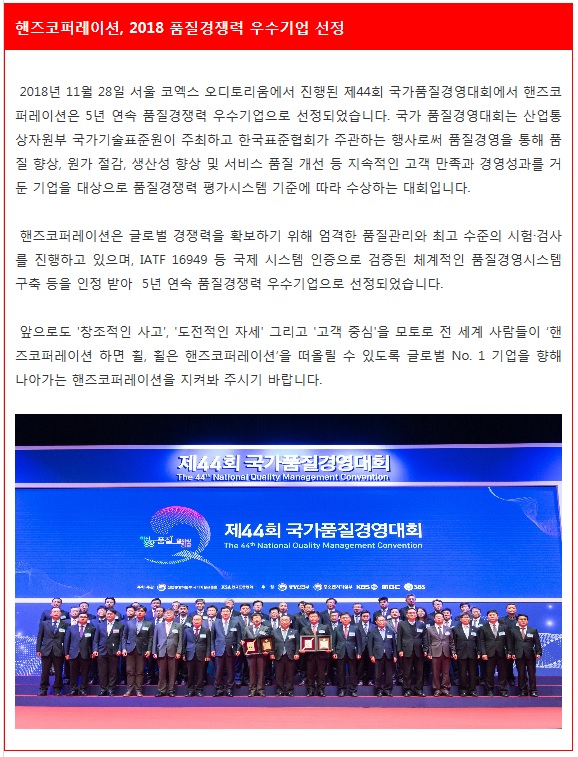 핸즈코퍼레이션, 2018 품질경쟁력 우수기업 선정
2018년 11월 28일 서울 코엑스 오디토리움에서 진행된 제44회 국가품질경영대회에서 핸즈코
퍼레이션은 5년 연속 품질경쟁력 우수기업으로 선정되었습니다. 국가 품질경영대회는 산업통
상자원부 국가기술표준원이 주최하고 한국표준협회가 주관하는 행사로써 품질경영을 통해 품
질 향상, 원가 절감, 생산성 향상 및 서비스 품질 개선 등 지속적인 고객 만족과 경영성과를 거
둔 기업을 대상으로 품질경쟁력 평가시스템 기준에 따라 수상하는 대회입니다.
핸즈코퍼레이션은 글로벌 경쟁력을 확보하기 위해 엄격한 품질관리와 최고 수준의 시험·검사
를 진행하고 있으며, IATF 16949 등 국제 시스템 인증으로 검증된 체계적인 품질경영시스템
구축 등을 인정 받아  5년 연속 품질경쟁력 우수기업으로 선정되었습니다.
앞으로도 '창조적인 사고', '도전적인 자세' 그리고 '고객 중심'을 모토로 전 세계 사람들이 '핸
즈코퍼레이션 하면 휠, 휠은 핸즈코퍼레이션'을 떠올릴 수 있도록 글로벌 No. 1 기업을 향해
나아가는 핸즈코퍼레이션을 지켜봐 주시기 바랍니다.
제44회 국가품질경영대회
The 44th National Quality Management Convention
품질
제44회 국가품질경영대회
The 44th National Quality Management Convention
KSA KBS MBC SBS